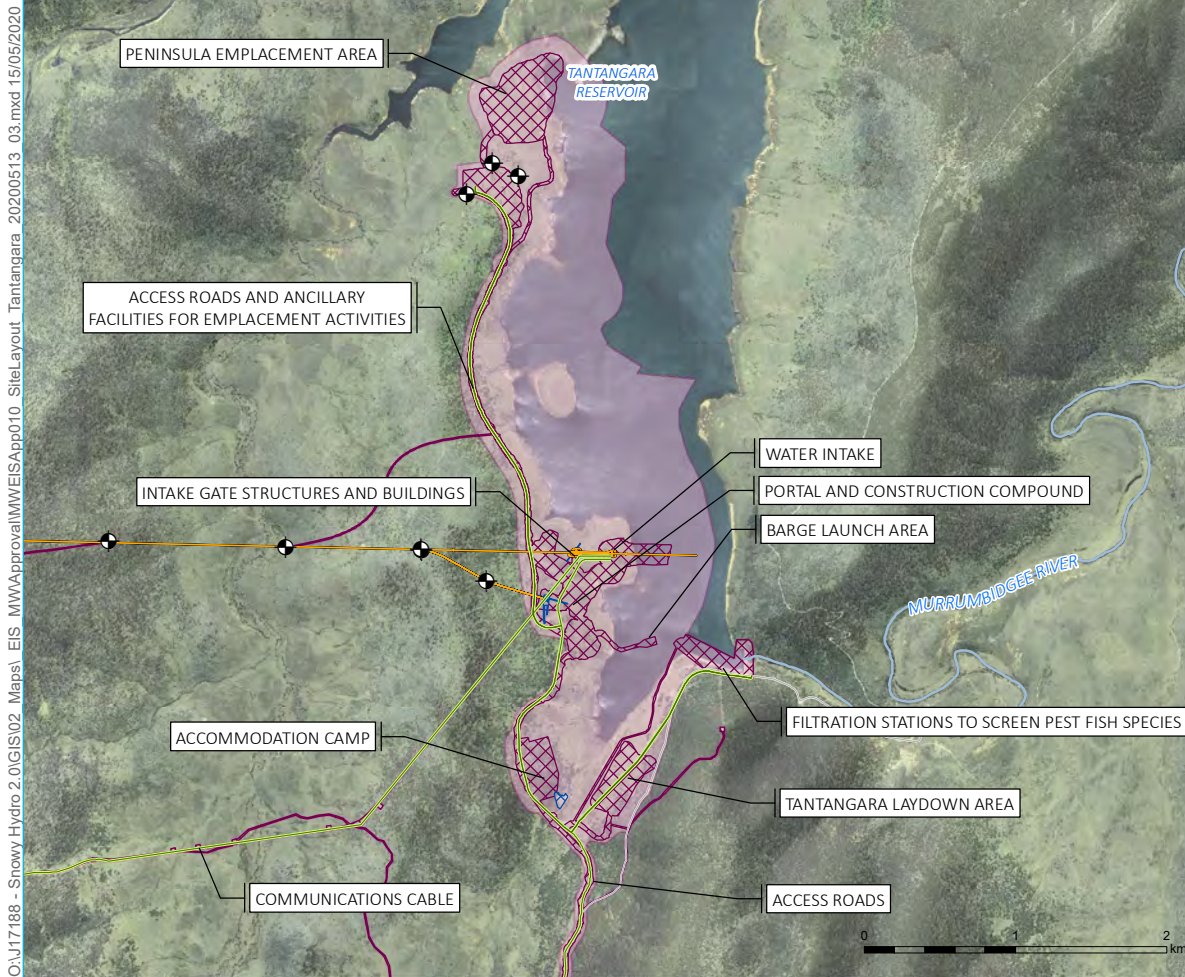 PENINSULA EMPLACEMENT AREA
TANTANGARA
RESERVOIR
ACCESS ROADS AND ANCILLARY
FACILITIES FOR EMPLACEMENT ACTIVITIES
WATER INTAKE
INTAKE GATE STRUCTURES AND BUILDINGS
PORTAL AND CONSTRUCTION COMPOUND
BARGE LAUNCH AREA
MURRUMBIDGEE RIVER
FILTRATION STATIONS TO SCREEN PEST FISH SPECIES
ACCOMMODATION CAMP
TANTANGARA LAYDOWN AREA
COMMUNICATIONS CABLE
ACCESS ROADS
0 1 2
km
O:\J17188 - Snowy Hydro 2.0\GIS\02_Maps\_EIS_MW\Approval\MWEISApp010_SiteLayout_Tantangara_20200513_03.mxd 15/05/2020